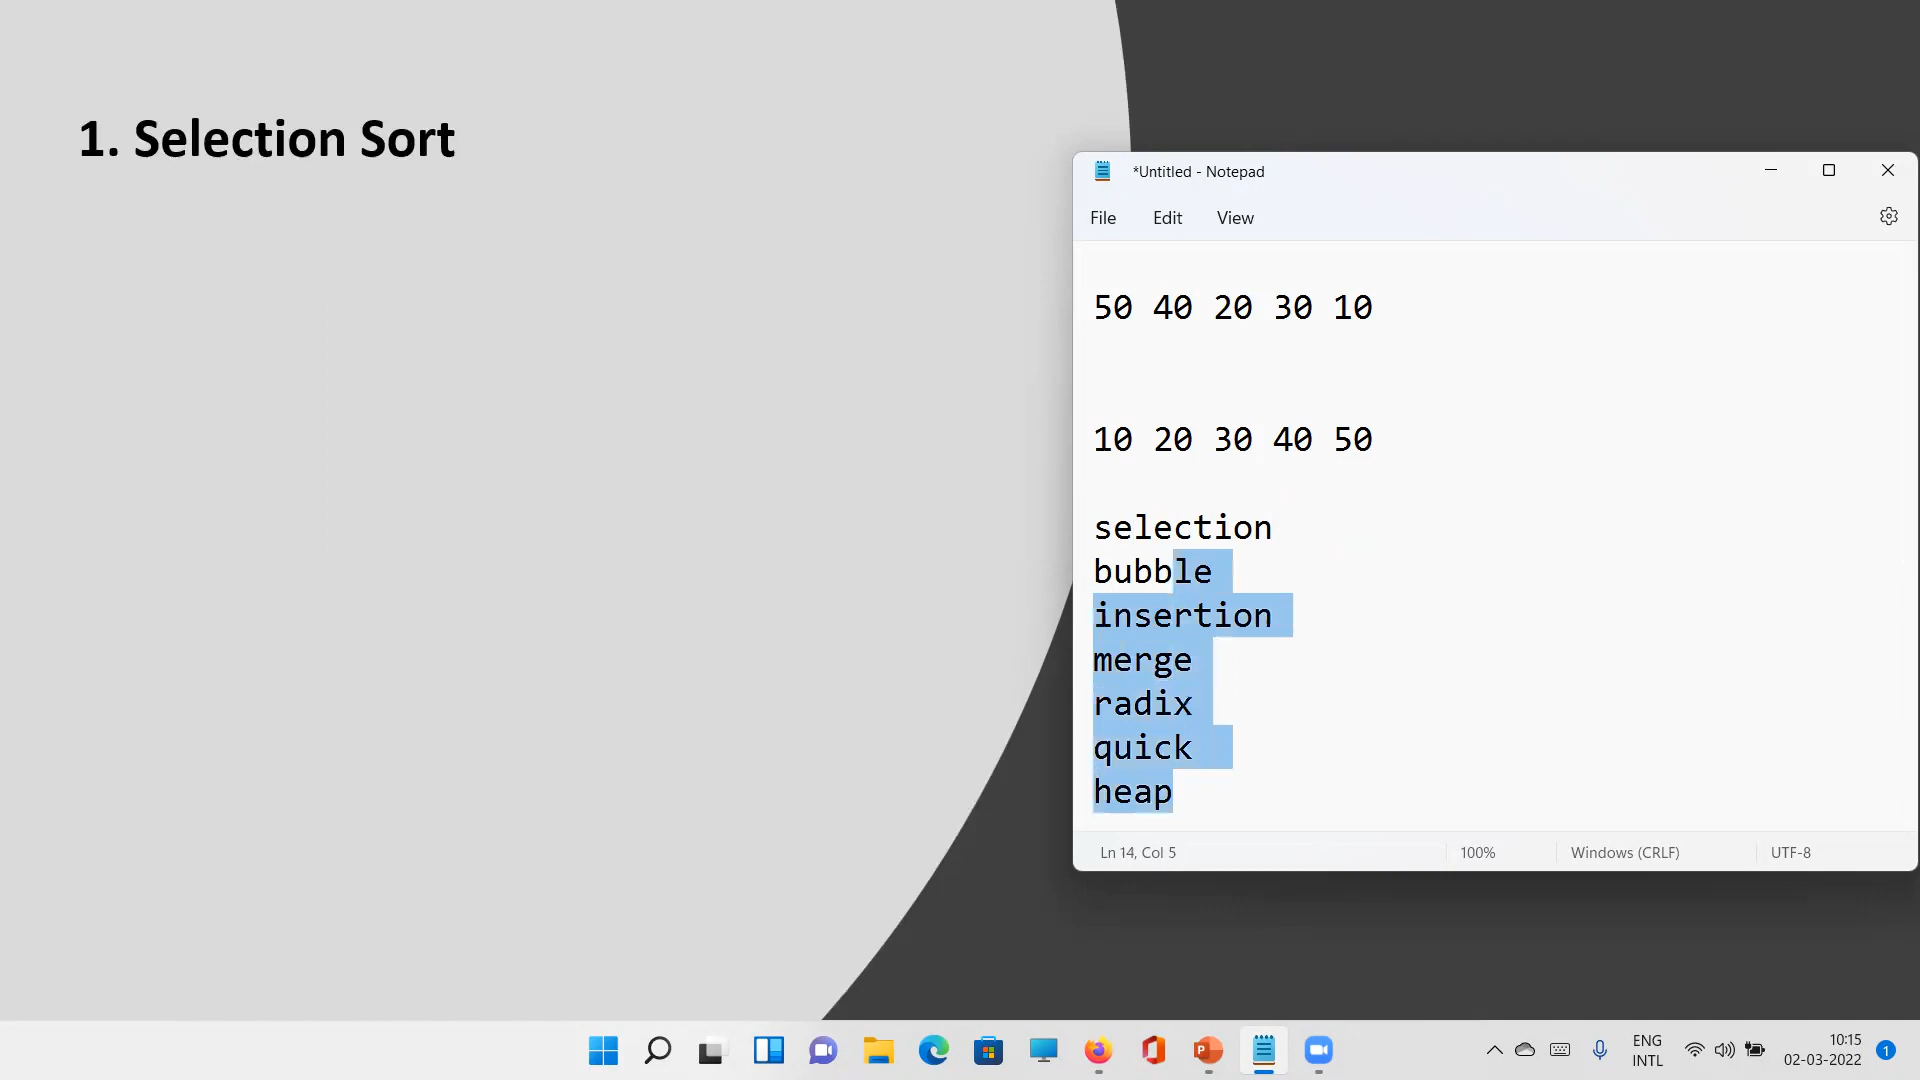 1. Selection Sort
*Untitled - Notepad
File Edit View
50 40 20 30 10
10 20 30 40 50
selection
bubble
insertion
merge
radix
quick
heap
Ln 14, Col 5 100% Windows (CRLF) UTF-8
ENG
INTL
10:15
02-03-2022
1